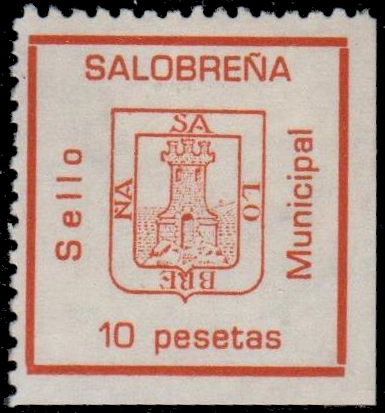 SALOBREÑA
Sello
Municipal
SA
LO
BRE
NA
10 pesetas